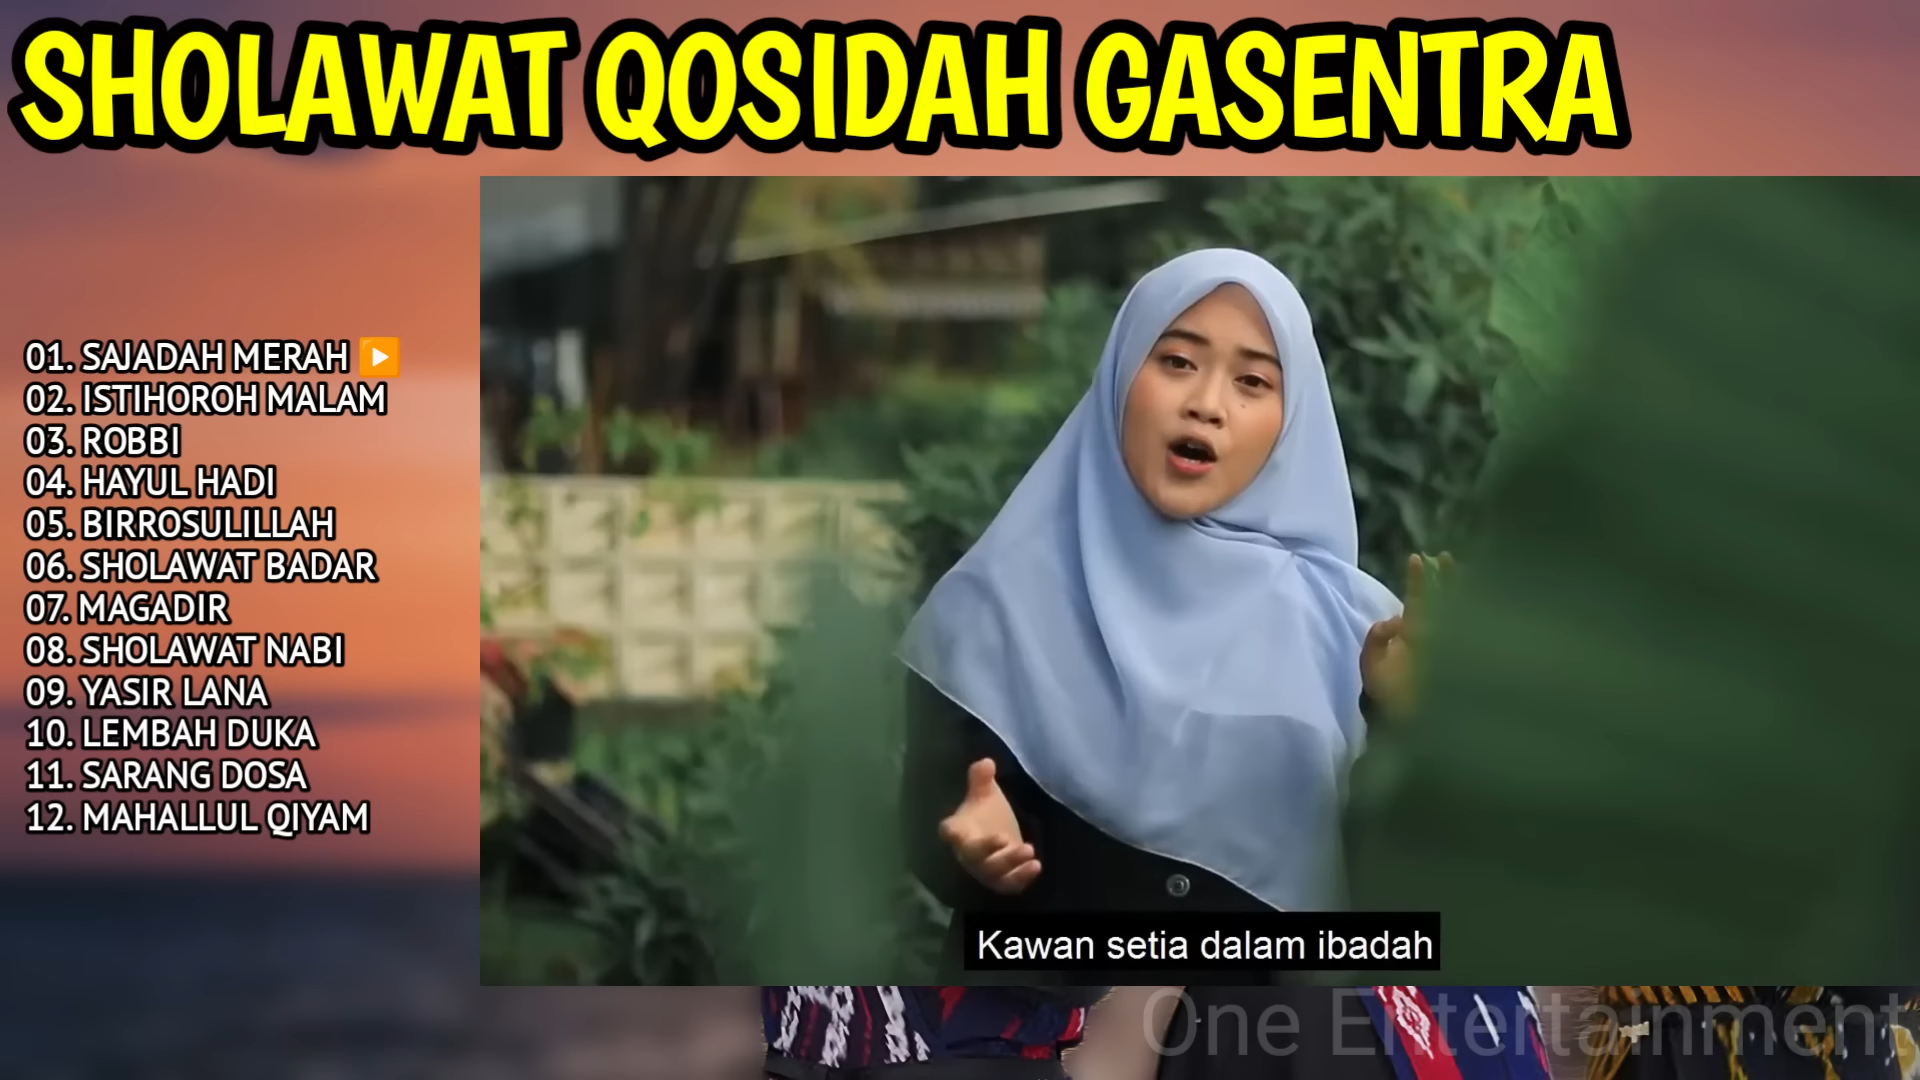 SHOLAWAT QOSIDAH GASENTRA
01. SAJADAH MERAH
02. ISTIHOROH MALAM
03. ROBBI
04. HAYUL HADI
05. BIRROSULILLAH
06. SHOLAWAT BADAR
07. MAGADIR
08. SHOLAWAT NABI
09. YASIR LANA
10. LEMBAH DUKA
11. SARANG DOSA
12. MAHALLUL QIYAM
Kawan setia dalam ibadah
One Entertainment